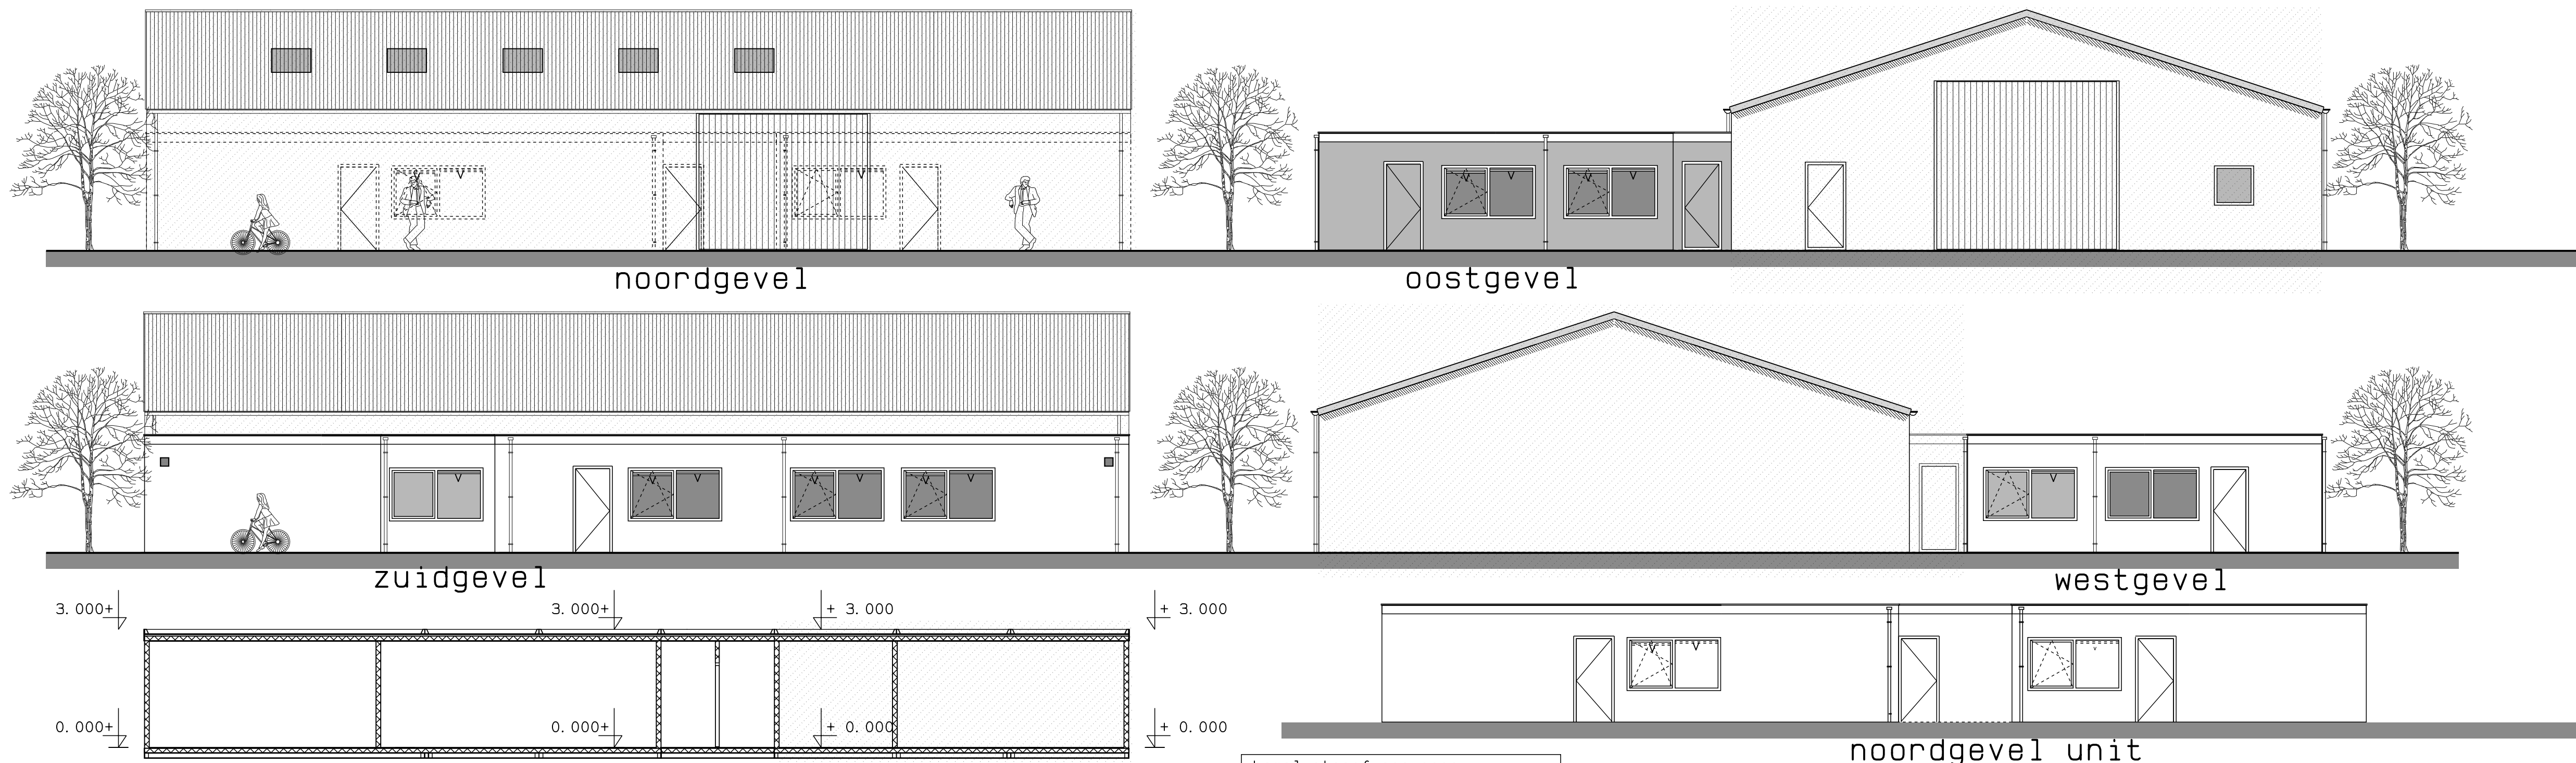 noordgevel
oostgevel
zuidgevel
westgevel
3.000+
3.000+
+ 3.000
+ 3.000
0.000+
0.000+
+ 0.000
+ 0.000
noordgevel unit